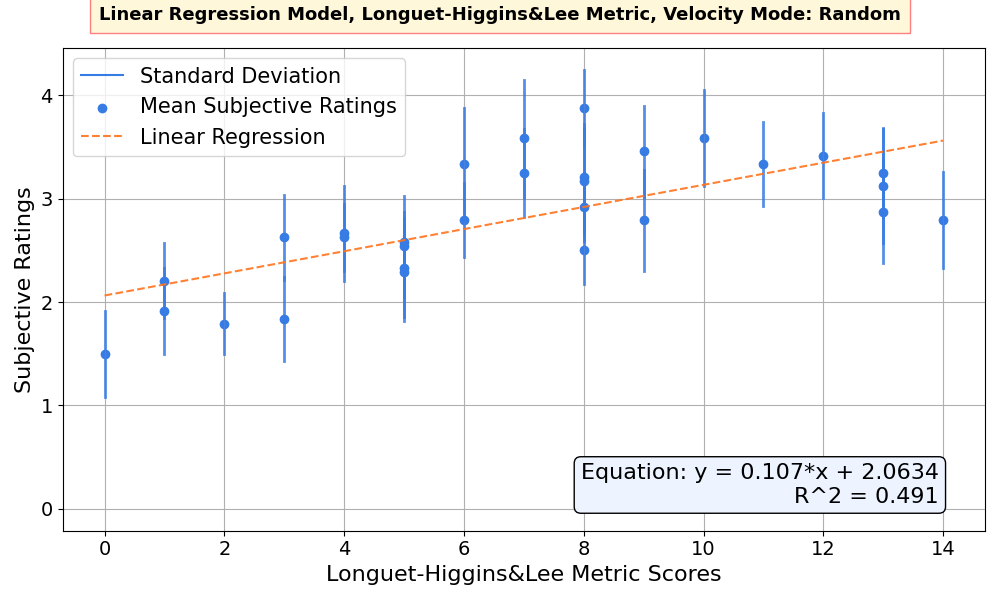 Linear Regression Model, Longuet-Higgins&Lee Metric, Velocity Mode: Random
Standard Deviation
Mean Subjective Ratings
Linear Regression
Subjective Ratings
4
3
2
1
0
Equation: y = 0.107*x + 2.0634
R^2 = 0.491
0 2 4 6 8 10 12 14
Longuet-Higgins&Lee Metric Scores